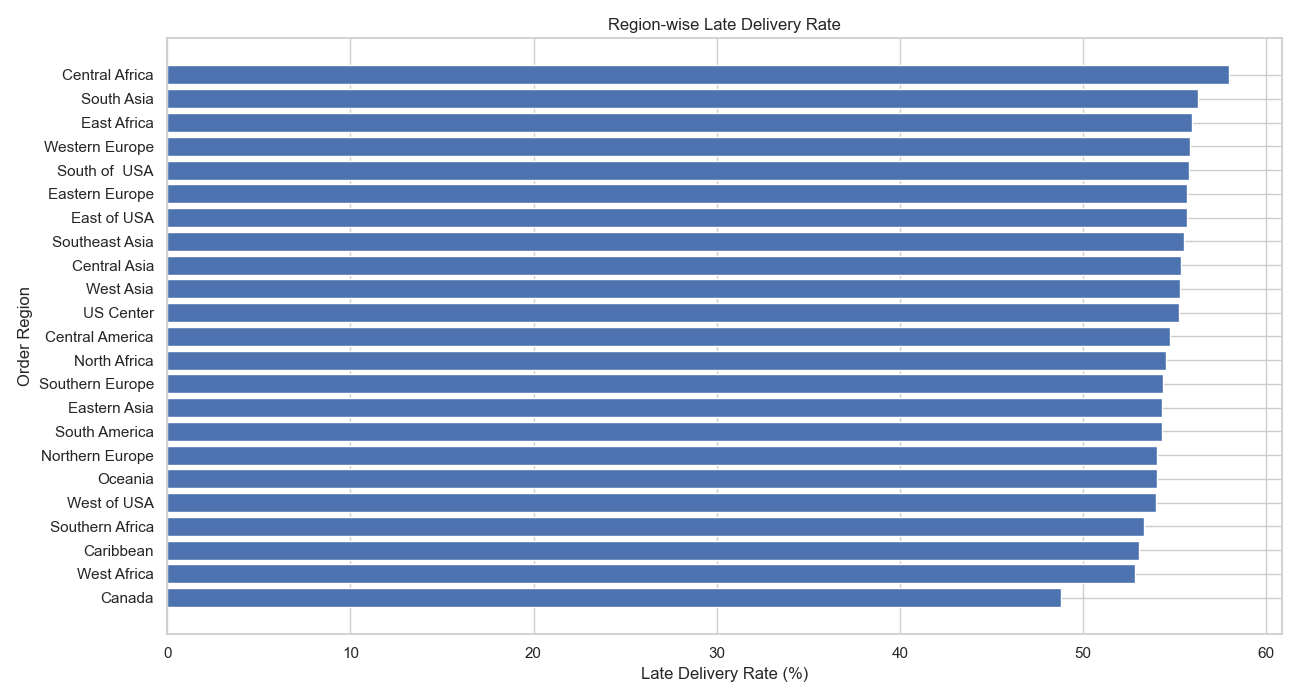 Region-wise Late Delivery Rate
Order Region
Central Africa
South Asia
East Africa
Western Europe
South of  USA
Eastern Europe
East of USA
Southeast Asia
Central Asia
West Asia
US Center
Central America
North Africa
Southern Europe
Eastern Asia
South America
Northern Europe
Oceania
West of USA
Southern Africa
Caribbean
West Africa
Canada
0 10 20 30 40 50 60
Late Delivery Rate (%)